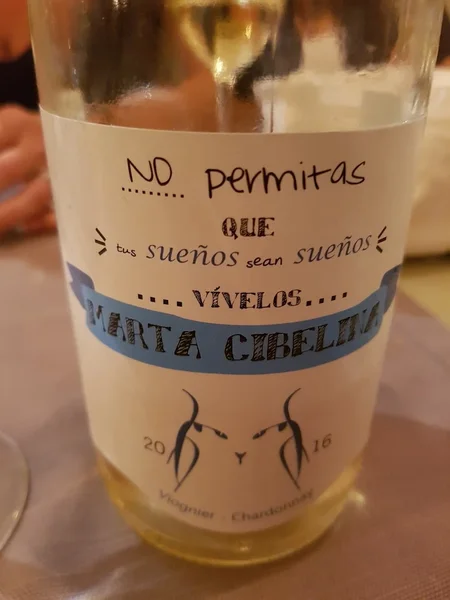 NO permitas
QUE
tus sueños sean sueños
.... VÍVELOS....
MARTA CIBELINA
20 Y 16
Viognier - Chardonnay